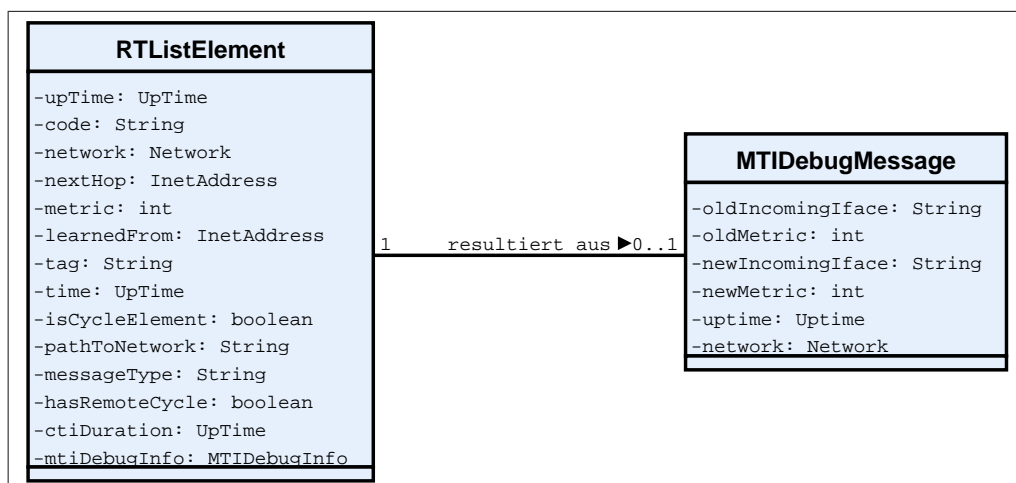 RTListElement
-upTime: UpTime
-code: String
-network: Network
-nextHop: InetAddress
-metric: int
-learnedFrom: InetAddress
-tag: String
-time: UpTime
-isCycleElement: boolean
-pathToNetwork: String
-messageType: String
-hasRemoteCycle: boolean
-ctiDuration: UpTime
-mtiDebugInfo: MTIDebugInfo
1 resultiert aus ▶0..1
MTIDebugMessage
-oldIncomingIface: String
-oldMetric: int
-newIncomingIface: String
-newMetric: int
-uptime: Uptime
-network: Network